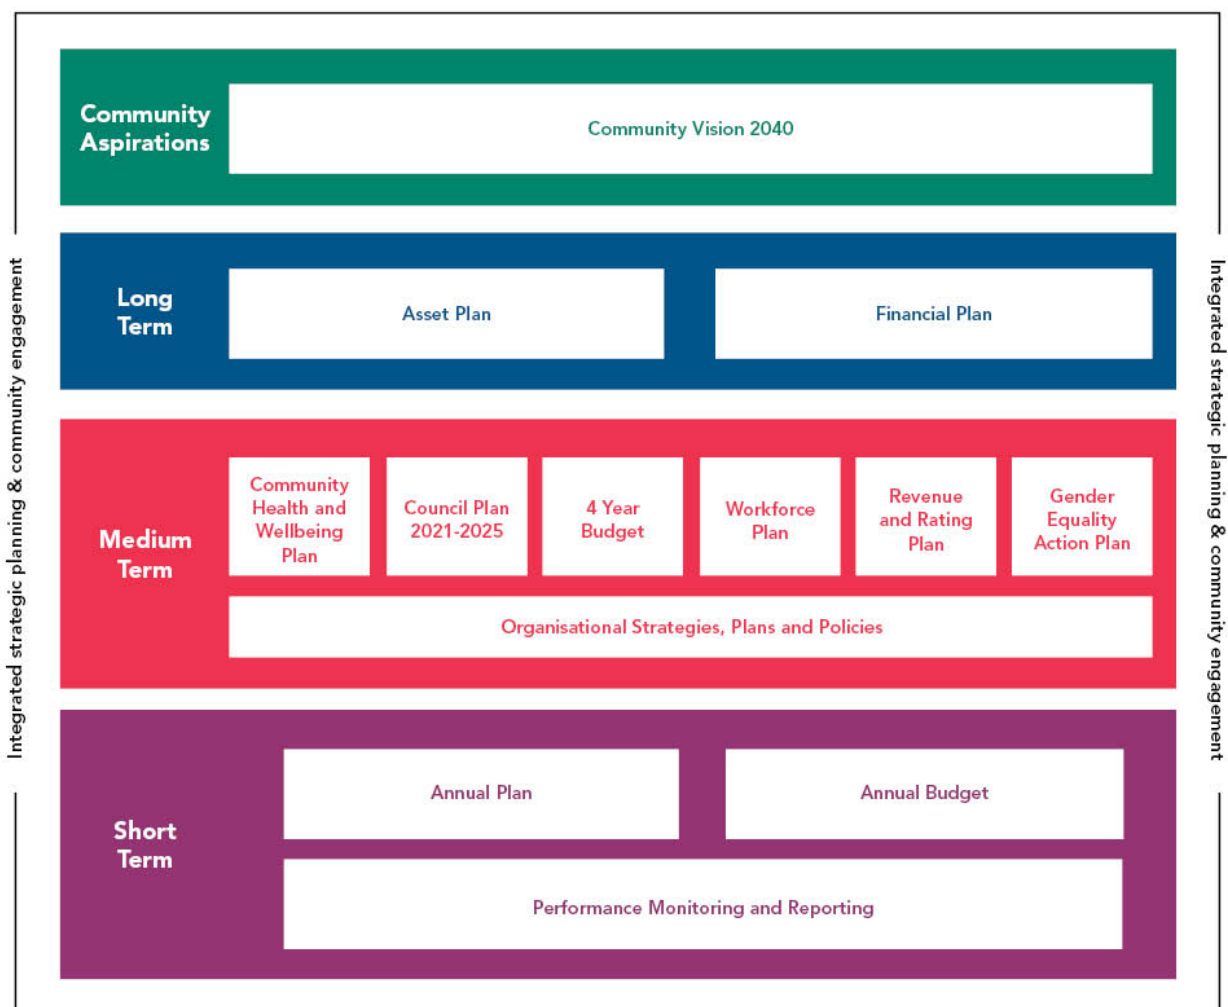 Community
Aspirations
Community Vision 2040
Long
Term
Asset Plan
Financial Plan
Medium
Term
Community
Health and
Wellbeing
Plan
Council Plan
2021-2025
4 Year
Budget
Workforce
Plan
Revenue
and Rating
Plan
Gender
Equality
Action Plan
Organisational Strategies, Plans and Policies
Short
Term
Annual Plan
Annual Budget
Performance Monitoring and Reporting
Integrated strategic planning & community engagement
Integrated strategic planning & community engagement